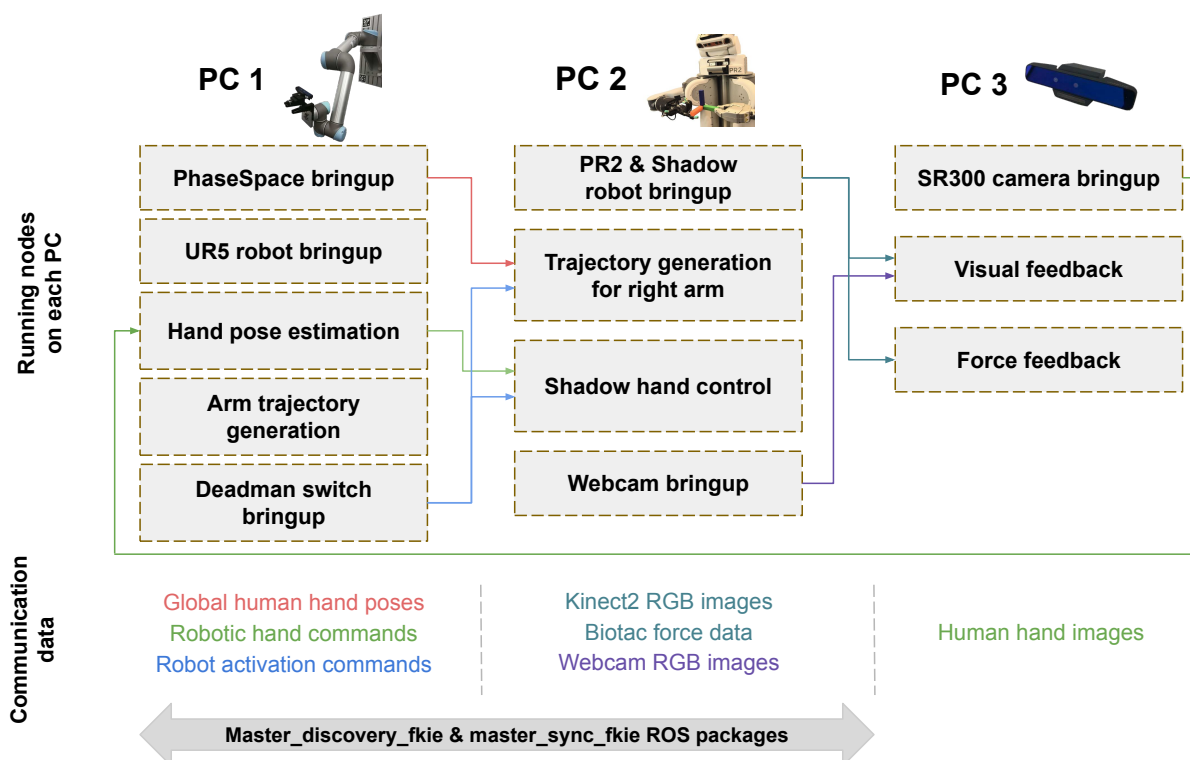 PC 1
PC 2
PC 3
PR2
Running nodes
on each PC
PhaseSpace bringup
UR5 robot bringup
Hand pose estimation
Arm trajectory
generation
Deadman switch
bringup
PR2 & Shadow
robot bringup
Trajectory generation
for right arm
Shadow hand control
Webcam bringup
SR300 camera bringup
Visual feedback
Force feedback
Communication
data
Global human hand poses
Robotic hand commands
Robot activation commands
Kinect2 RGB images
Biotac force data
Webcam RGB images
Human hand images
Master_discovery_fkie & master_sync_fkie ROS packages